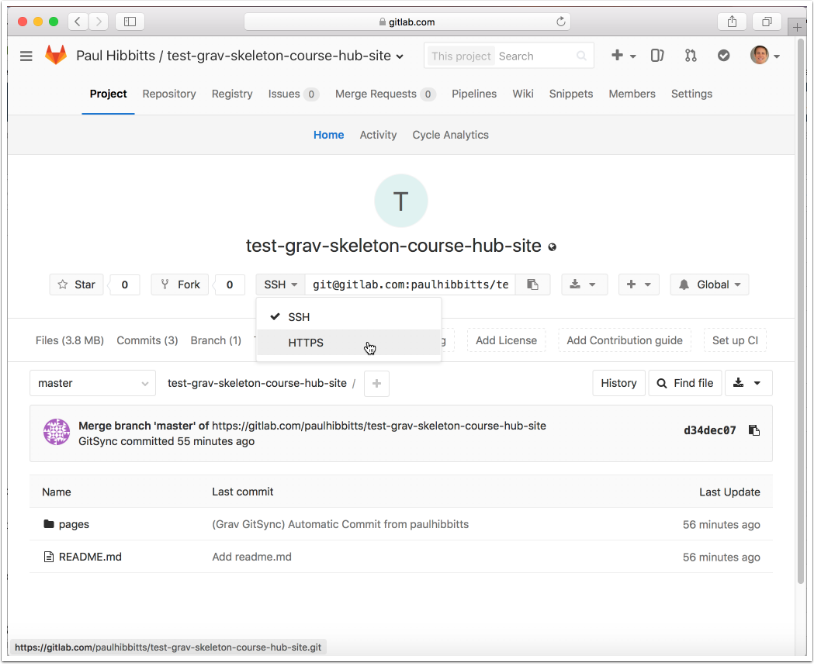 gitlab.com
Paul Hibbitts / test-grav-skeleton-course-hub-site
This project Search
Project Repository Registry Issues 0 Merge Requests 0 Pipelines Wiki Snippets Members Settings
Home Activity Cycle Analytics
T
test-grav-skeleton-course-hub-site
Star 0 Fork 0 SSH git@gitlab.com:paulhibbitts/te Global
SSH
HTTPS
Files (3.8 MB) Commits (3) Branch (1) Add License Add Contribution guide Set up CI
master test-grav-skeleton-course-hub-site / + History Find file
Merge branch 'master' of https://gitlab.com/paulhibbitts/test-grav-skeleton-course-hub-site
GitSync committed 55 minutes ago
d34dec07
Name Last commit Last Update
pages (Grav GitSync) Automatic Commit from paulhibbitts 56 minutes ago
README.md Add readme.md 56 minutes ago
https://gitlab.com/paulhibbitts/test-grav-skeleton-course-hub-site.git